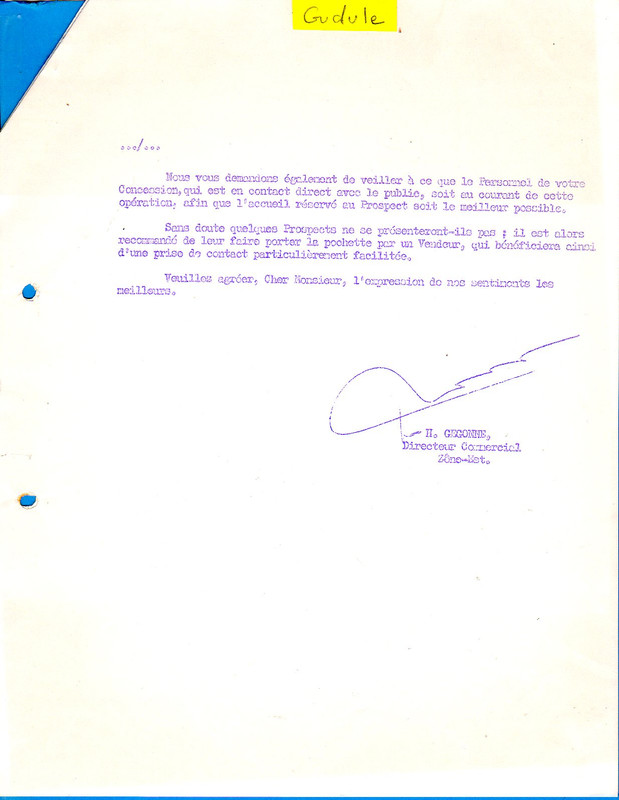 Gudule
.../...
Nous vous demandons également de veiller à ce que le Personnel de votre
Concession, qui est en contact direct avec le public, soit au courant de cette
opération, afin que l'accueil réservé au Prospect soit le meilleur possible.
Sans doute quelques Prospects ne se présenteront-ils pas ; il est alors
recommandé de leur faire porter la pochette par un Vendeur, qui bénéficiera ainsi
d'une prise de contact particulièrement facilitée.
Veuillez agréer, Cher Monsieur, l'expression de nos sentiments les
meilleurs.
H. GEGONNE,
Directeur Commercial
Zône-Est.